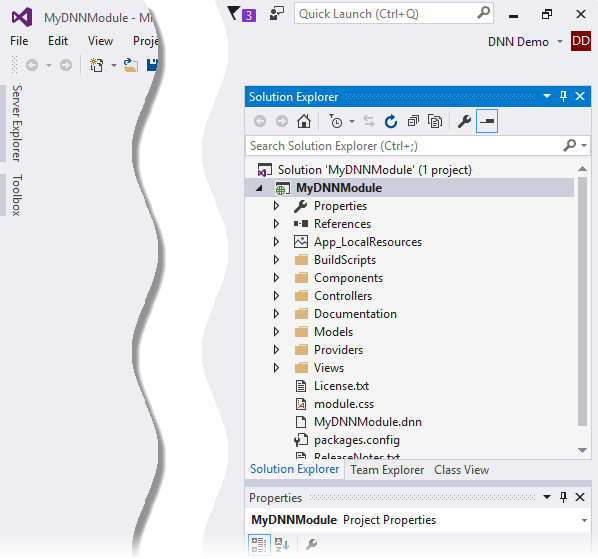 MyDNNModule - Mi
3
Quick Launch (Ctrl+Q)
File Edit View Proje
DNN Demo DD
Server Explorer
Toolbox
Solution Explorer
Search Solution Explorer (Ctrl+;)
Solution 'MyDNNModule' (1 project)
MyDNNModule
Properties
References
App_LocalResources
BuildScripts
Components
Controllers
Documentation
Models
Providers
Views
License.txt
module.css
MyDNNModule.dnn
packages.config
ReleaseNotes.txt
Solution Explorer Team Explorer Class View
Properties
MyDNNModule Project Properties